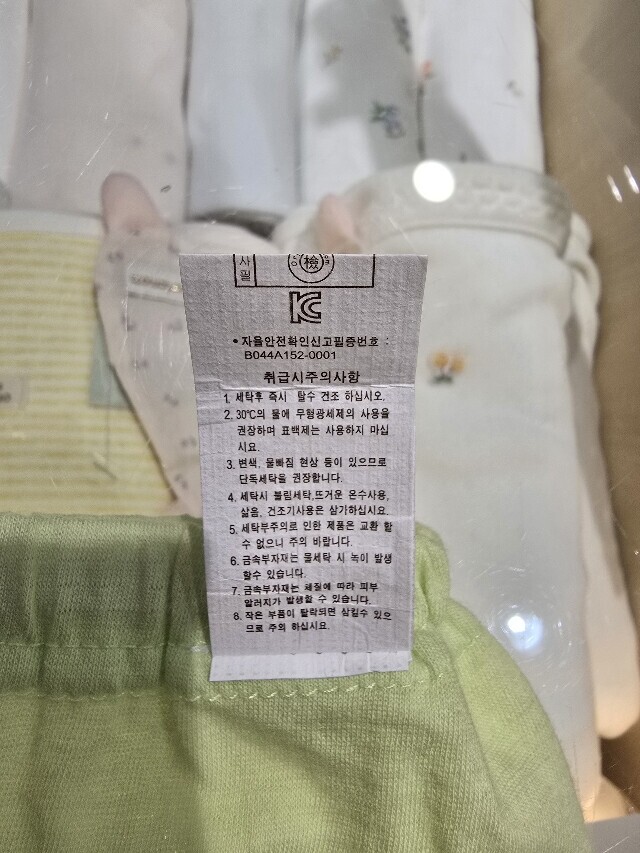 사
필
檢
KC
• 자율안전확인신고필증번호 :
B044A152-0001
취급시주의사항
1. 세탁후 즉시 탈수 건조 하십시오.
2. 30℃의 물에 무형광세제의 사용을
권장하며 표백제는 사용하지 마십
시요.
3. 변색, 물빠짐 현상 등이 있으므로
단독세탁을 권장합니다.
4. 세탁시 불림세탁,뜨거운 온수사용,
삶음, 건조기사용은 삼가하십시요.
5. 세탁부주의로 인한 제품은 교환 할
수 없으니 주의 바랍니다.
6. 금속부자재는 물세탁 시 녹이 발생
할수 있습니다.
7. 금속부자재는 체질에 따라 피부
알러지가 발생할 수 있습니다.
8. 작은 부품이 탈락되면 삼킬수 있으
므로 주의 하십시요.